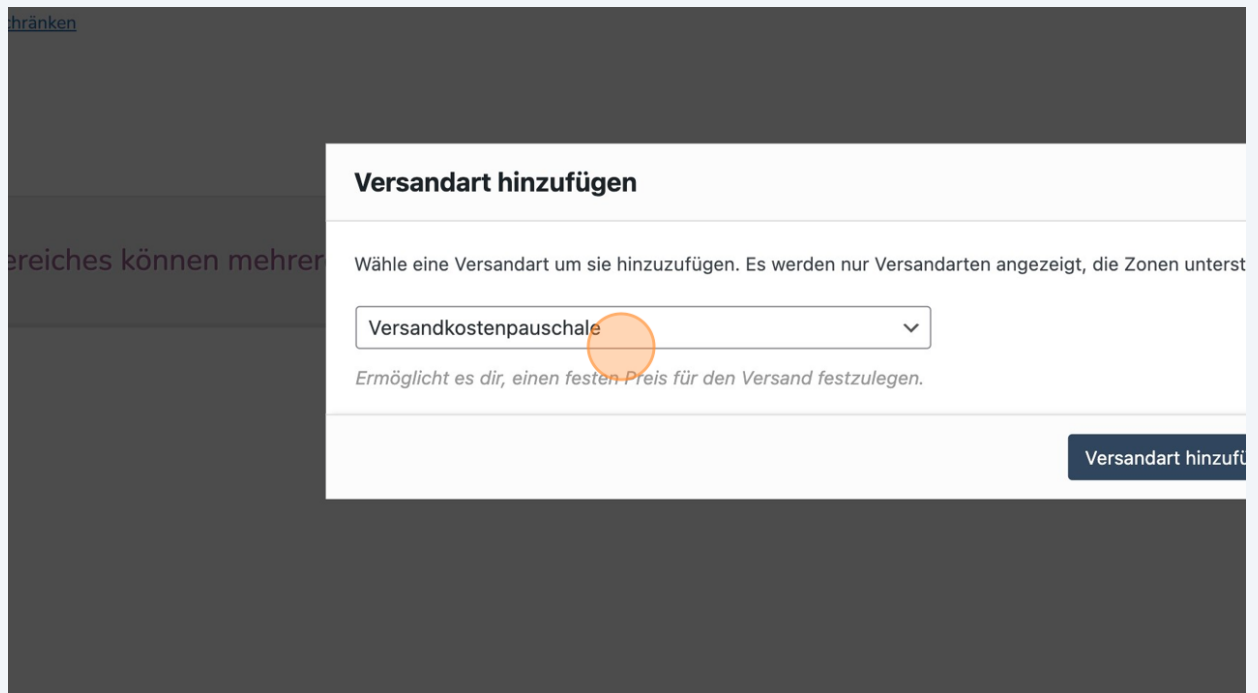 chränken
Versandart hinzufügen
ereiches können mehrer
Wähle eine Versandart um sie hinzuzufügen. Es werden nur Versandarten angezeigt, die Zonen unterst
Versandkostenpauschale
Ermöglicht es dir, einen festen Preis für den Versand festzulegen.
Versandart hinzufü